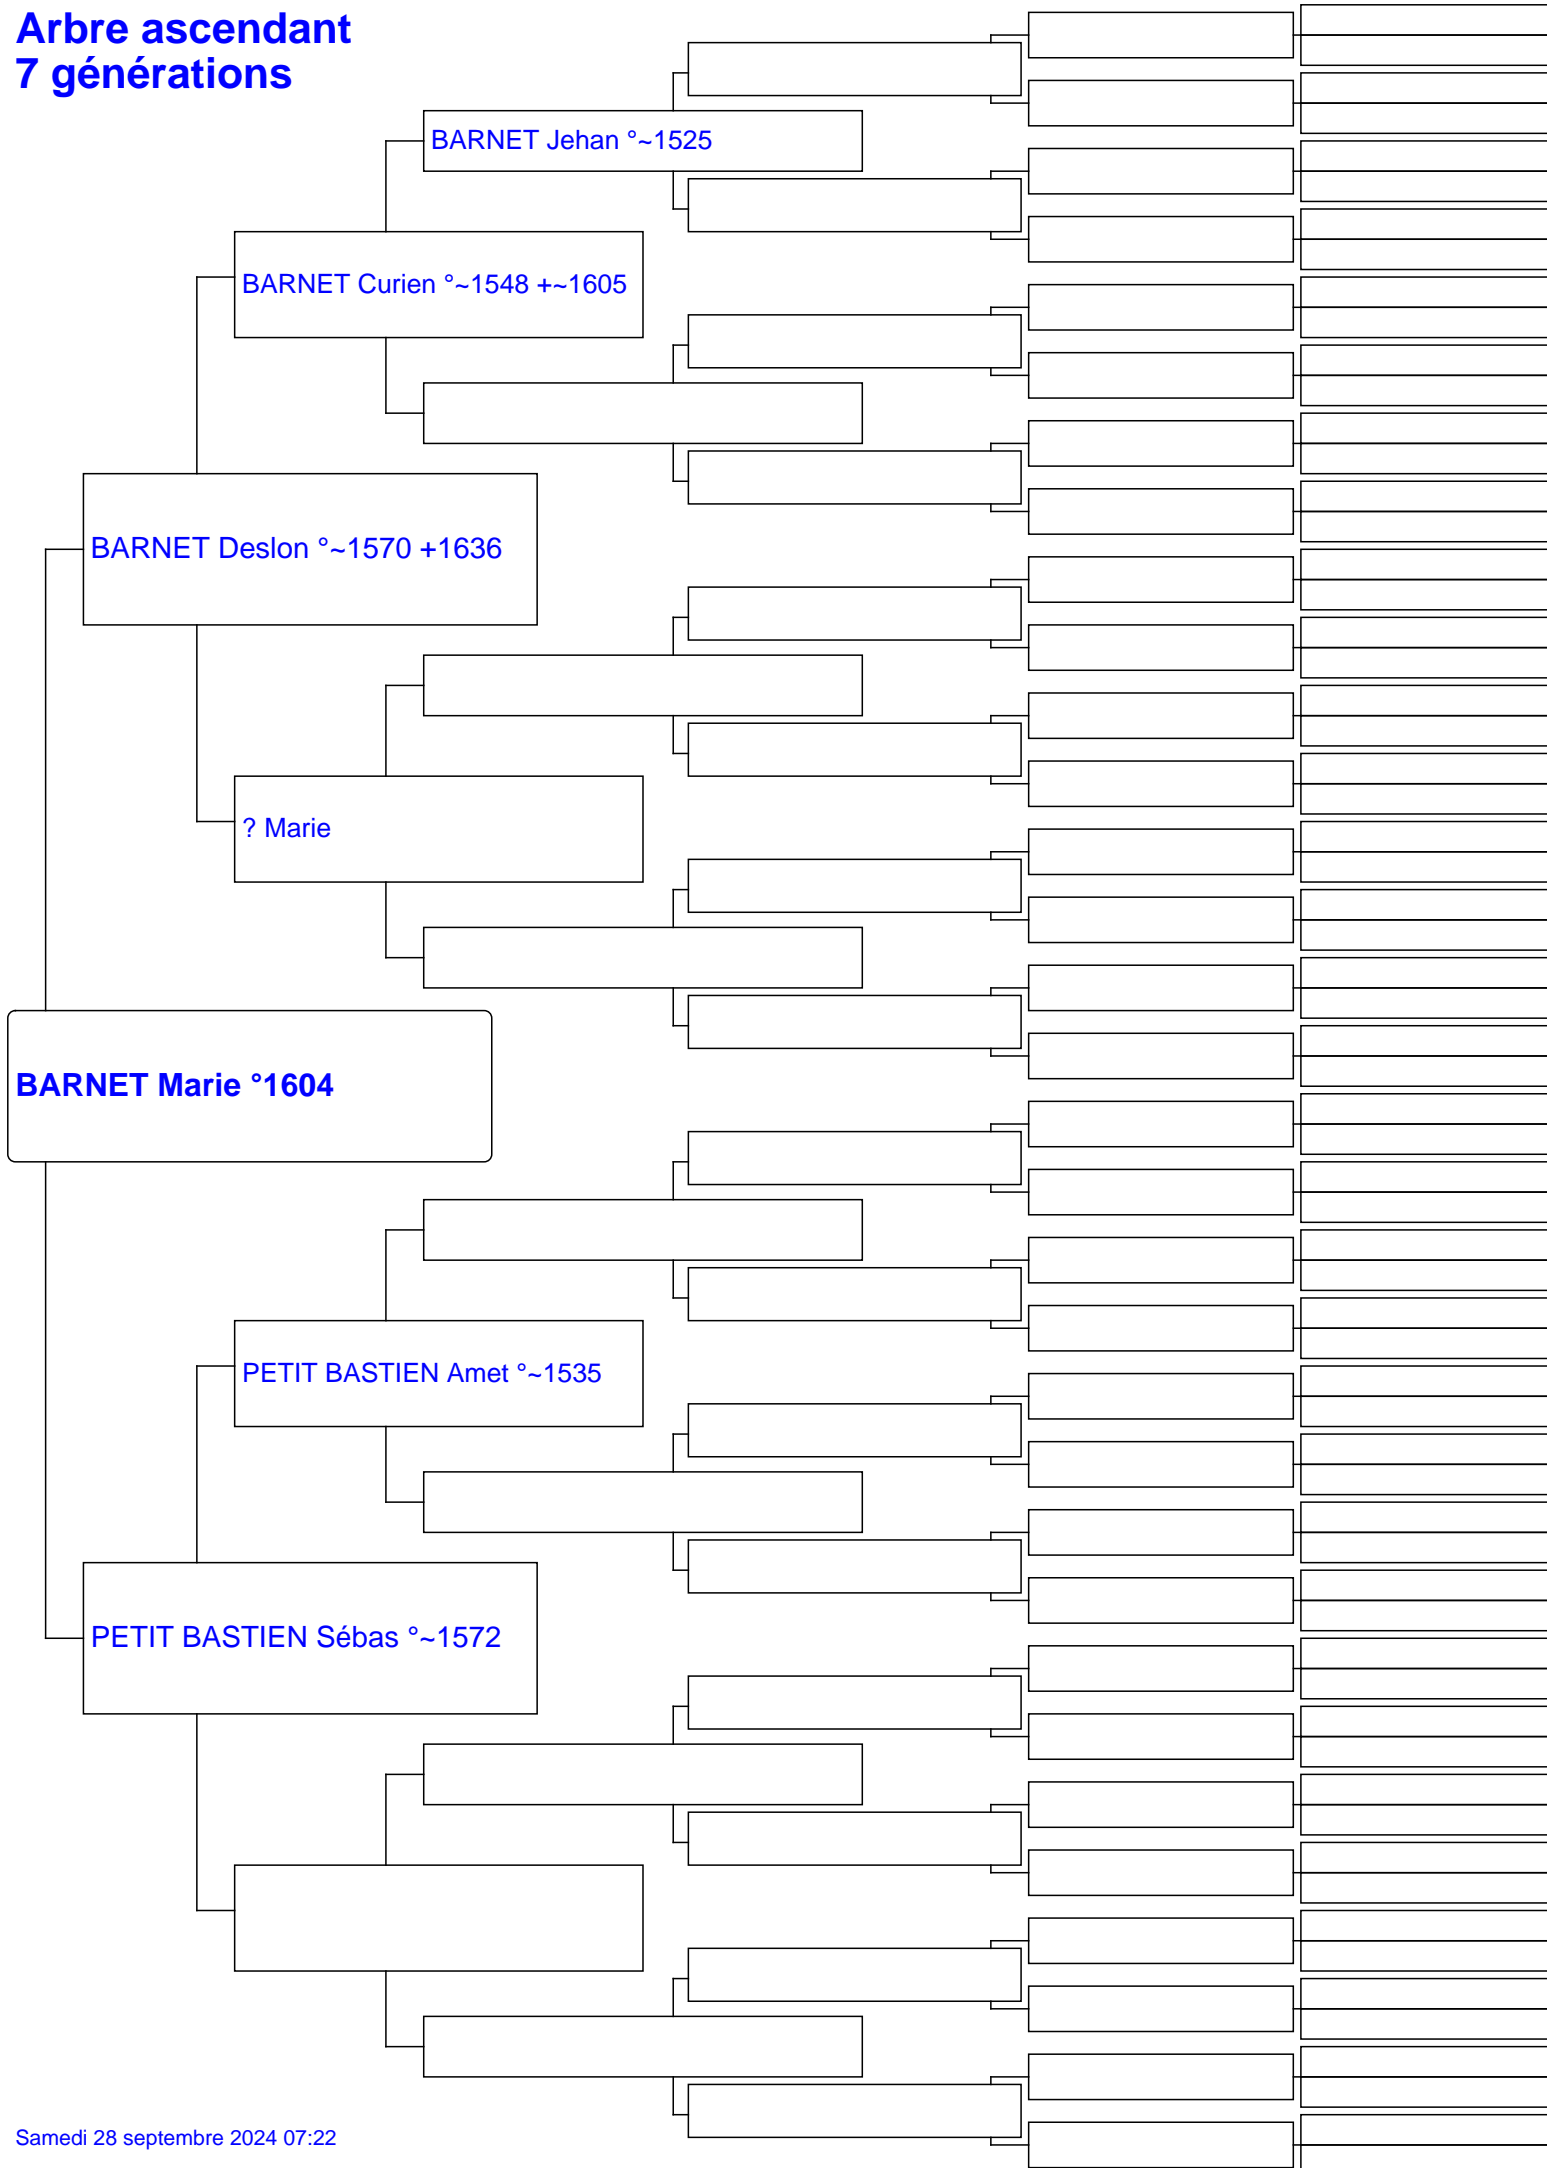 Arbre ascendant
7 générations
BARNET Jehan °~1525
BARNET Curien °~1548 +~1605
BARNET Deslon °~1570 +1636
? Marie
BARNET Marie °1604
PETIT BASTIEN Amet °~1535
PETIT BASTIEN Sébas °~1572
Samedi 28 septembre 2024 07:22